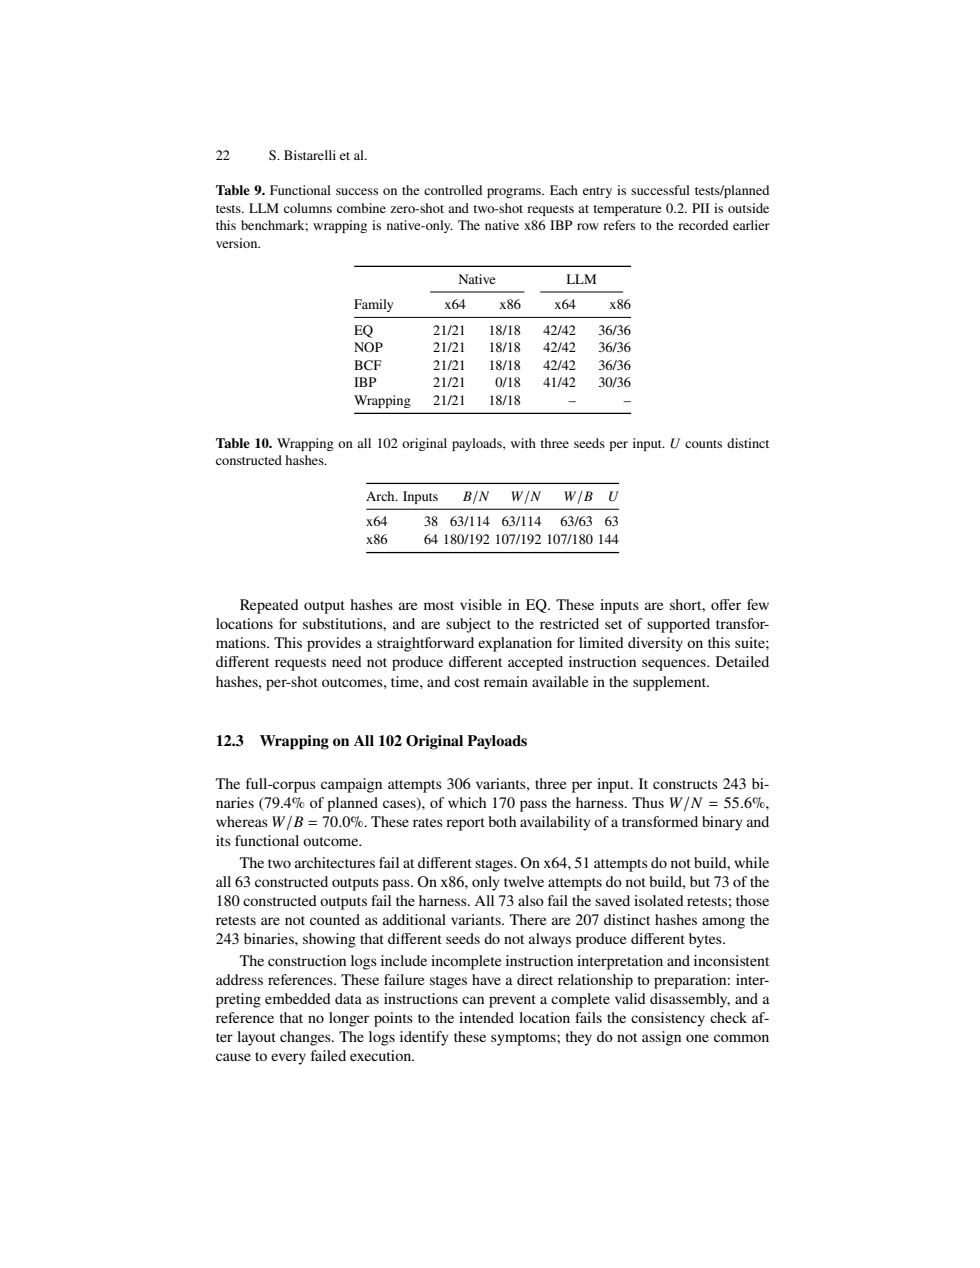 22 S. Bistarelli et al.
Table 9. Functional success on the controlled programs. Each entry is successful tests/planned
tests. LLM columns combine zero-shot and two-shot requests at temperature 0.2. PII is outside
this benchmark; wrapping is native-only. The native x86 IBP row refers to the recorded earlier
version.
Native LLM
Family x64 x86 x64 x86
EQ 21/21 18/18 42/42 36/36
NOP 21/21 18/18 42/42 36/36
BCF 21/21 18/18 42/42 36/36
IBP 21/21 0/18 41/42 30/36
Wrapping 21/21 18/18 – –
Table 10. Wrapping on all 102 original payloads, with three seeds per input. U counts distinct
constructed hashes.
Arch. Inputs B/N W/N W/B U
x64 38 63/114 63/114 63/63 63
x86 64 180/192 107/192 107/180 144
Repeated output hashes are most visible in EQ. These inputs are short, offer few
locations for substitutions, and are subject to the restricted set of supported transfor-
mations. This provides a straightforward explanation for limited diversity on this suite;
different requests need not produce different accepted instruction sequences. Detailed
hashes, per-shot outcomes, time, and cost remain available in the supplement.
12.3 Wrapping on All 102 Original Payloads
The full-corpus campaign attempts 306 variants, three per input. It constructs 243 bi-
naries (79.4% of planned cases), of which 170 pass the harness. Thus W/N = 55.6%,
whereas W/B = 70.0%. These rates report both availability of a transformed binary and
its functional outcome.
The two architectures fail at different stages. On x64, 51 attempts do not build, while
all 63 constructed outputs pass. On x86, only twelve attempts do not build, but 73 of the
180 constructed outputs fail the harness. All 73 also fail the saved isolated retests; those
retests are not counted as additional variants. There are 207 distinct hashes among the
243 binaries, showing that different seeds do not always produce different bytes.
The construction logs include incomplete instruction interpretation and inconsistent
address references. These failure stages have a direct relationship to preparation: inter-
preting embedded data as instructions can prevent a complete valid disassembly, and a
reference that no longer points to the intended location fails the consistency check af-
ter layout changes. The logs identify these symptoms; they do not assign one common
cause to every failed execution.